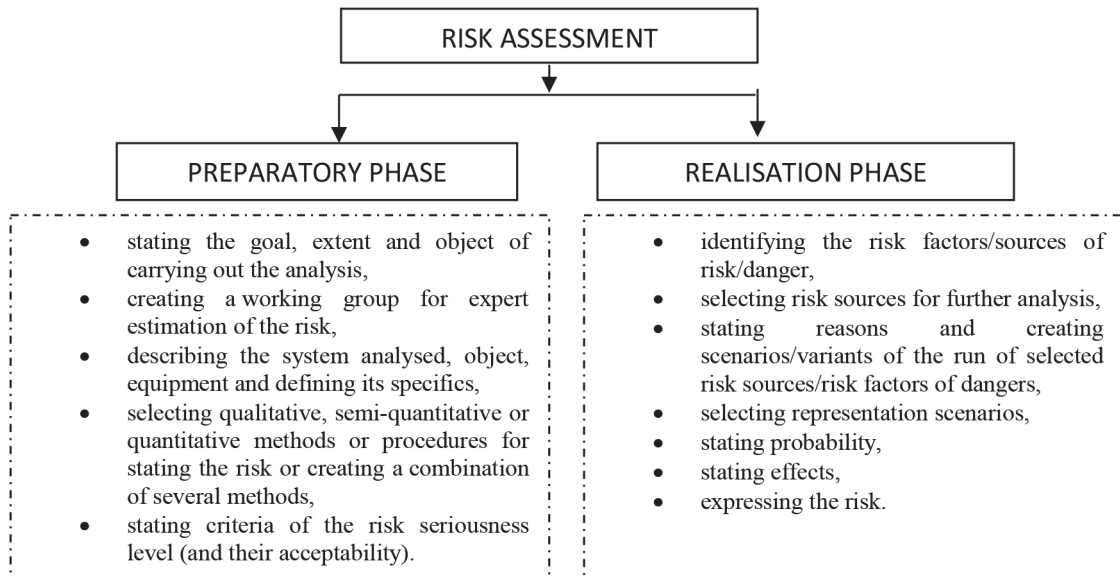 RISK ASSESSMENT
PREPARATORY PHASE
• stating the goal, extent and object of
carrying out the analysis,
• creating a working group for expert
estimation of the risk,
• describing the system analysed, object,
equipment and defining its specifics,
• selecting qualitative, semi-quantitative or
quantitative methods or procedures for
stating the risk or creating a combination
of several methods,
• stating criteria of the risk seriousness
level (and their acceptability).
REALISATION PHASE
• identifying the risk factors/sources of
risk/danger,
• selecting risk sources for further analysis,
• stating reasons and creating
scenarios/variants of the run of selected
risk sources/risk factors of dangers,
• selecting representation scenarios,
• stating probability,
• stating effects,
• expressing the risk.